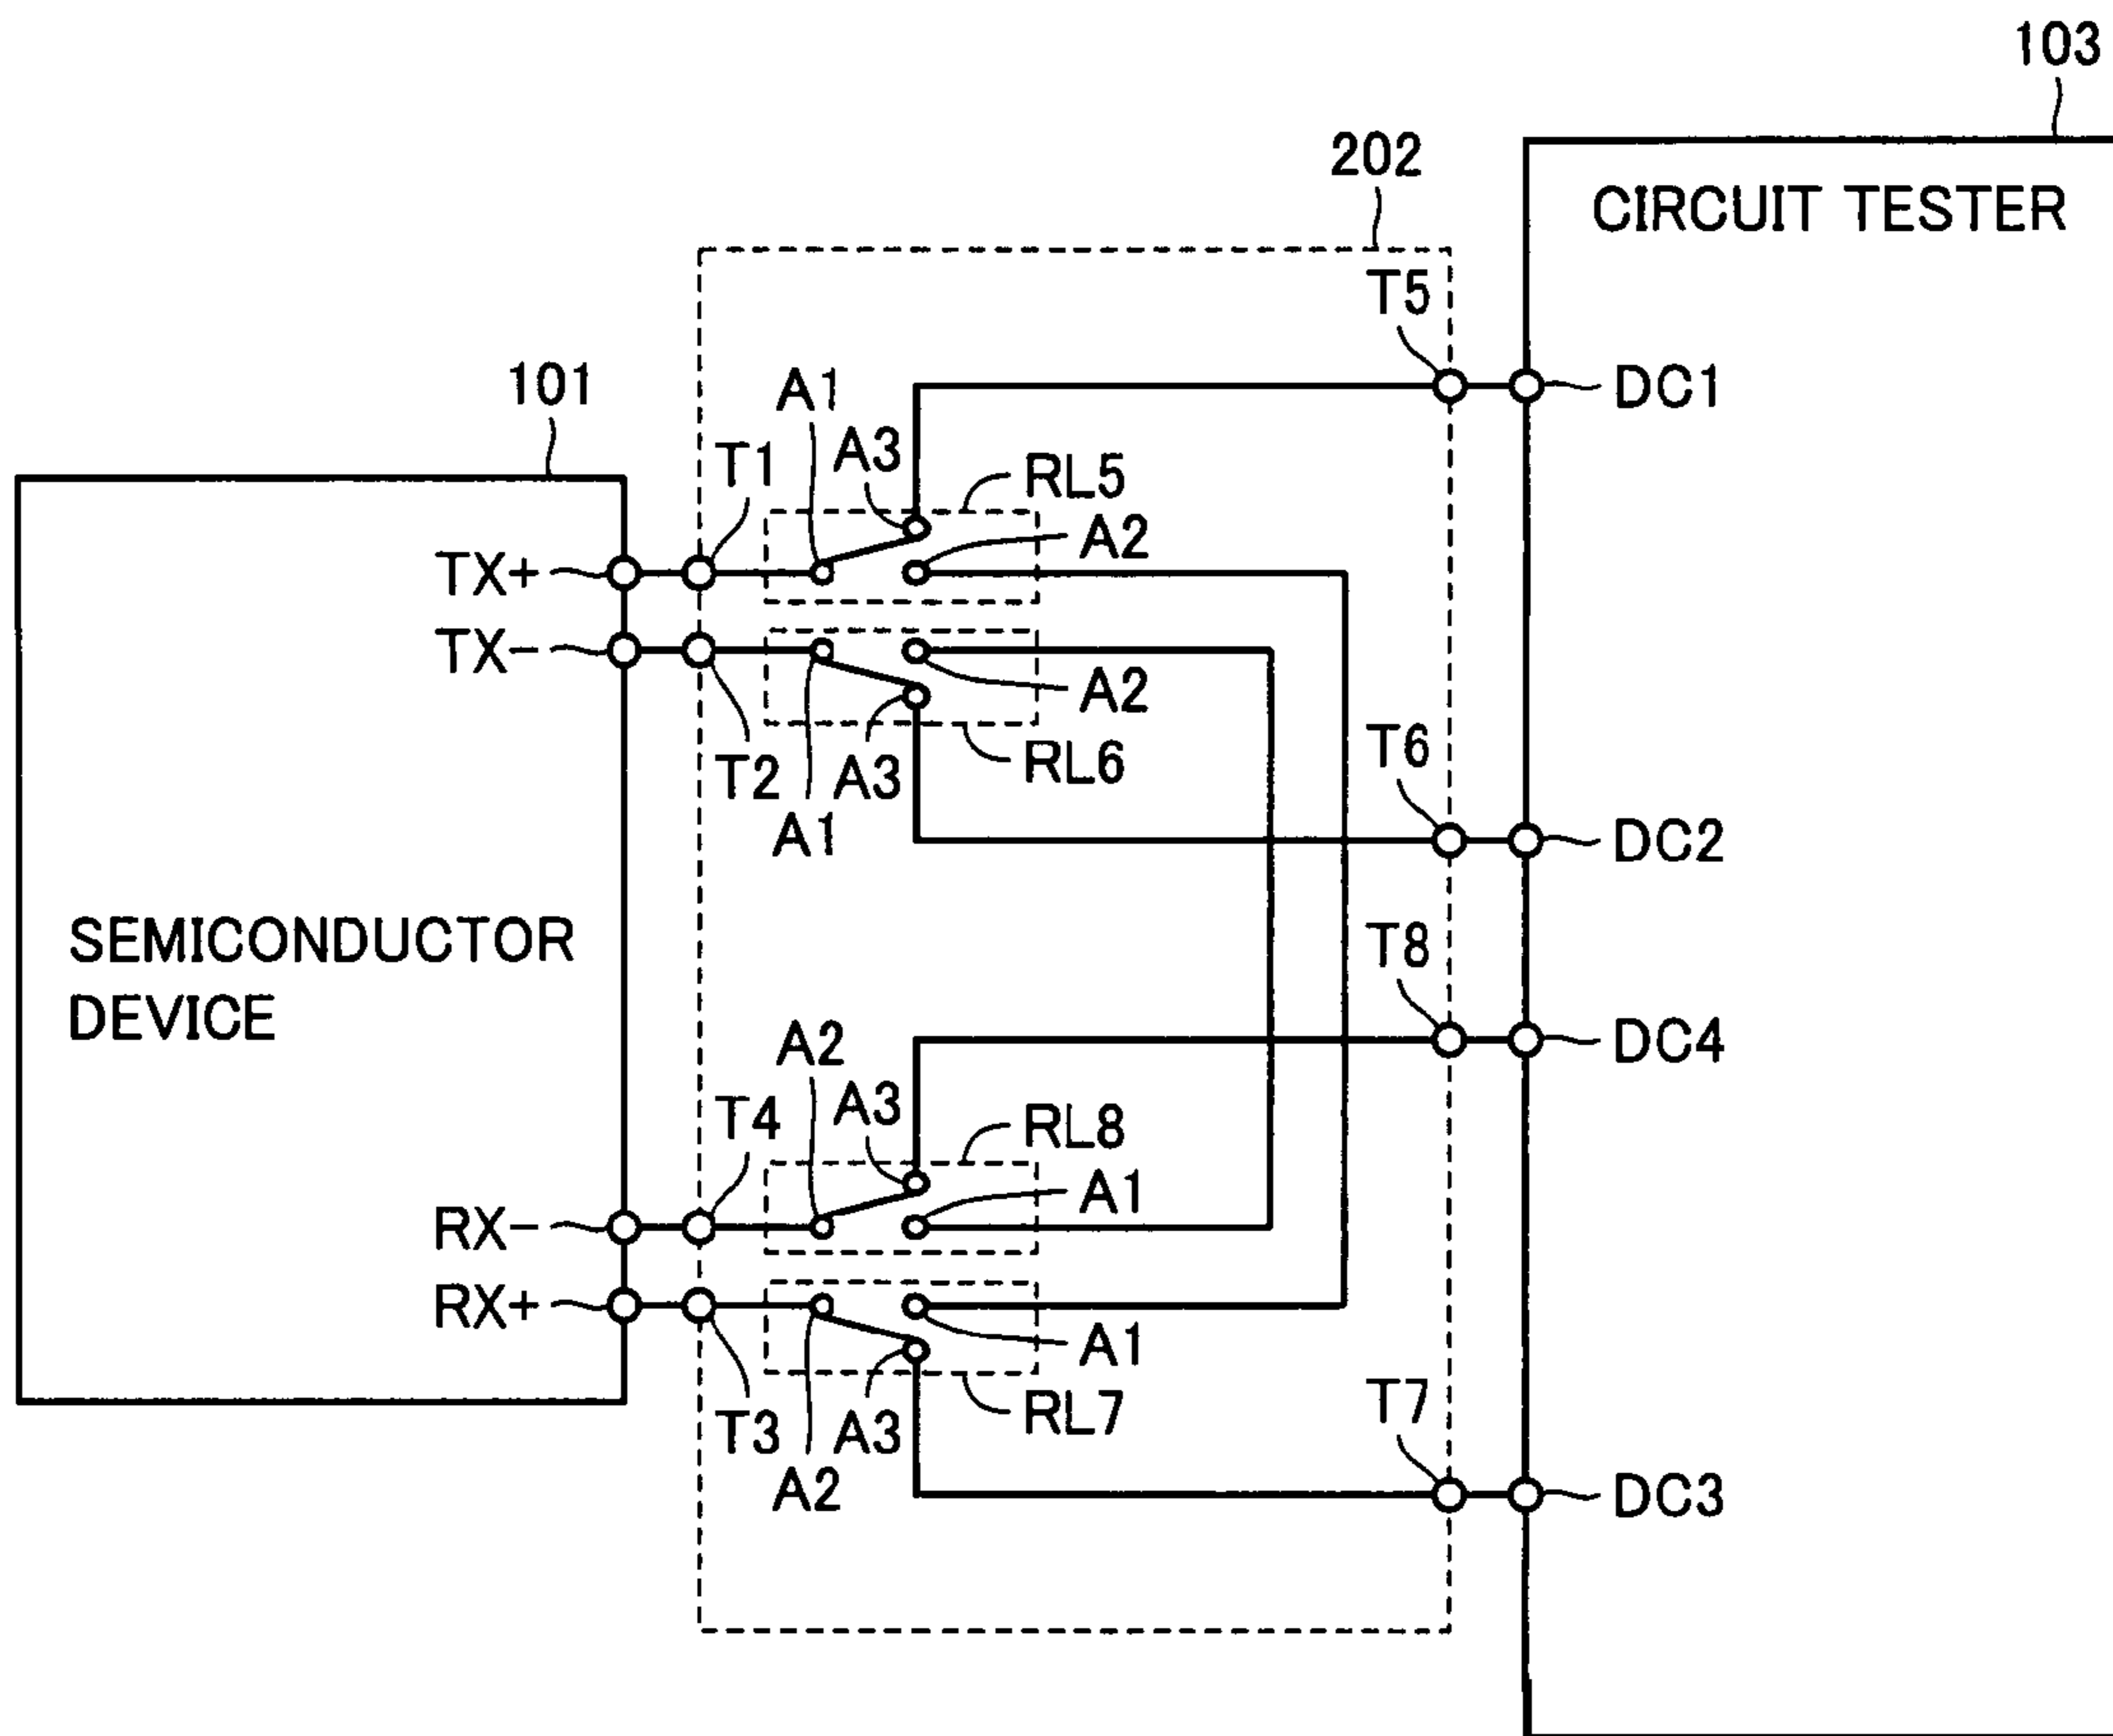 103
202
CIRCUIT TESTER
T5
101
A1
DC1
A3
T1
RL5
A2
TX+
TX-
A2
T6
RL6
T2
A3
A1
DC2
SEMICONDUCTOR
DEVICE
T8
A2
DC4
A3
T4
RL8
A1
RX-
RX+
A1
T7
RL7
T3
A3
A2
DC3